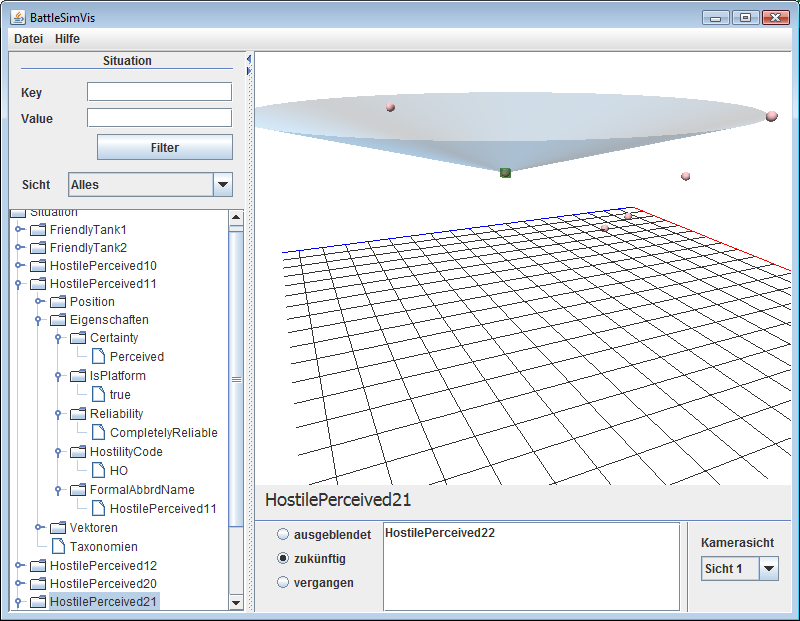 BattleSimVis
Datei Hilfe
Situation
Key
Value
Filter
Sicht Alles
Situation
FriendlyTank1
FriendlyTank2
HostilePerceived10
HostilePerceived11
Position
Eigenschaften
Certainty
Perceived
IsPlatform
true
Reliability
CompletelyReliable
HostilityCode
HO
FormalAbbrdName
HostilePerceived11
Vektoren
Taxonomien
HostilePerceived12
HostilePerceived20
HostilePerceived21
HostilePerceived21
ausgeblendet
zukünftig
vergangen
HostilePerceived22
Kamerasicht
Sicht 1